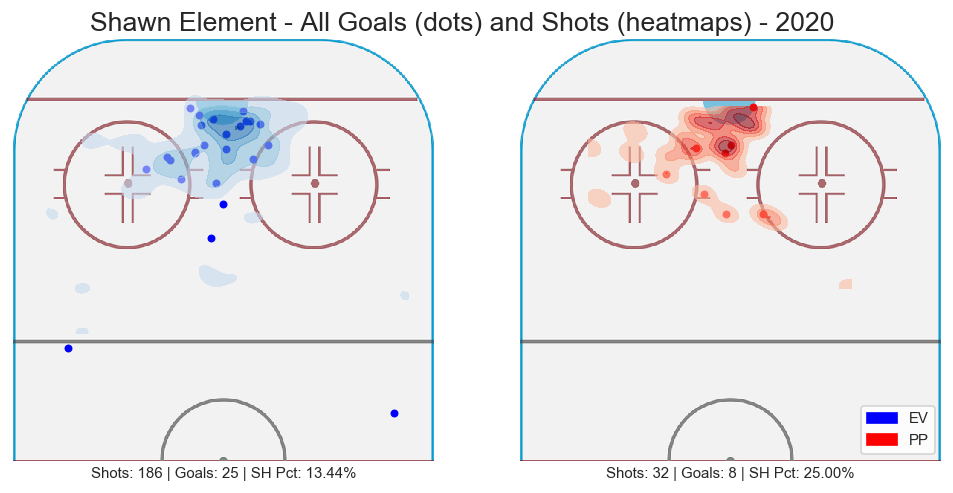 Shawn Element - All Goals (dots) and Shots (heatmaps) - 2020
EV
PP
Shots: 186 | Goals: 25 | SH Pct: 13.44%
Shots: 32 | Goals: 8 | SH Pct: 25.00%